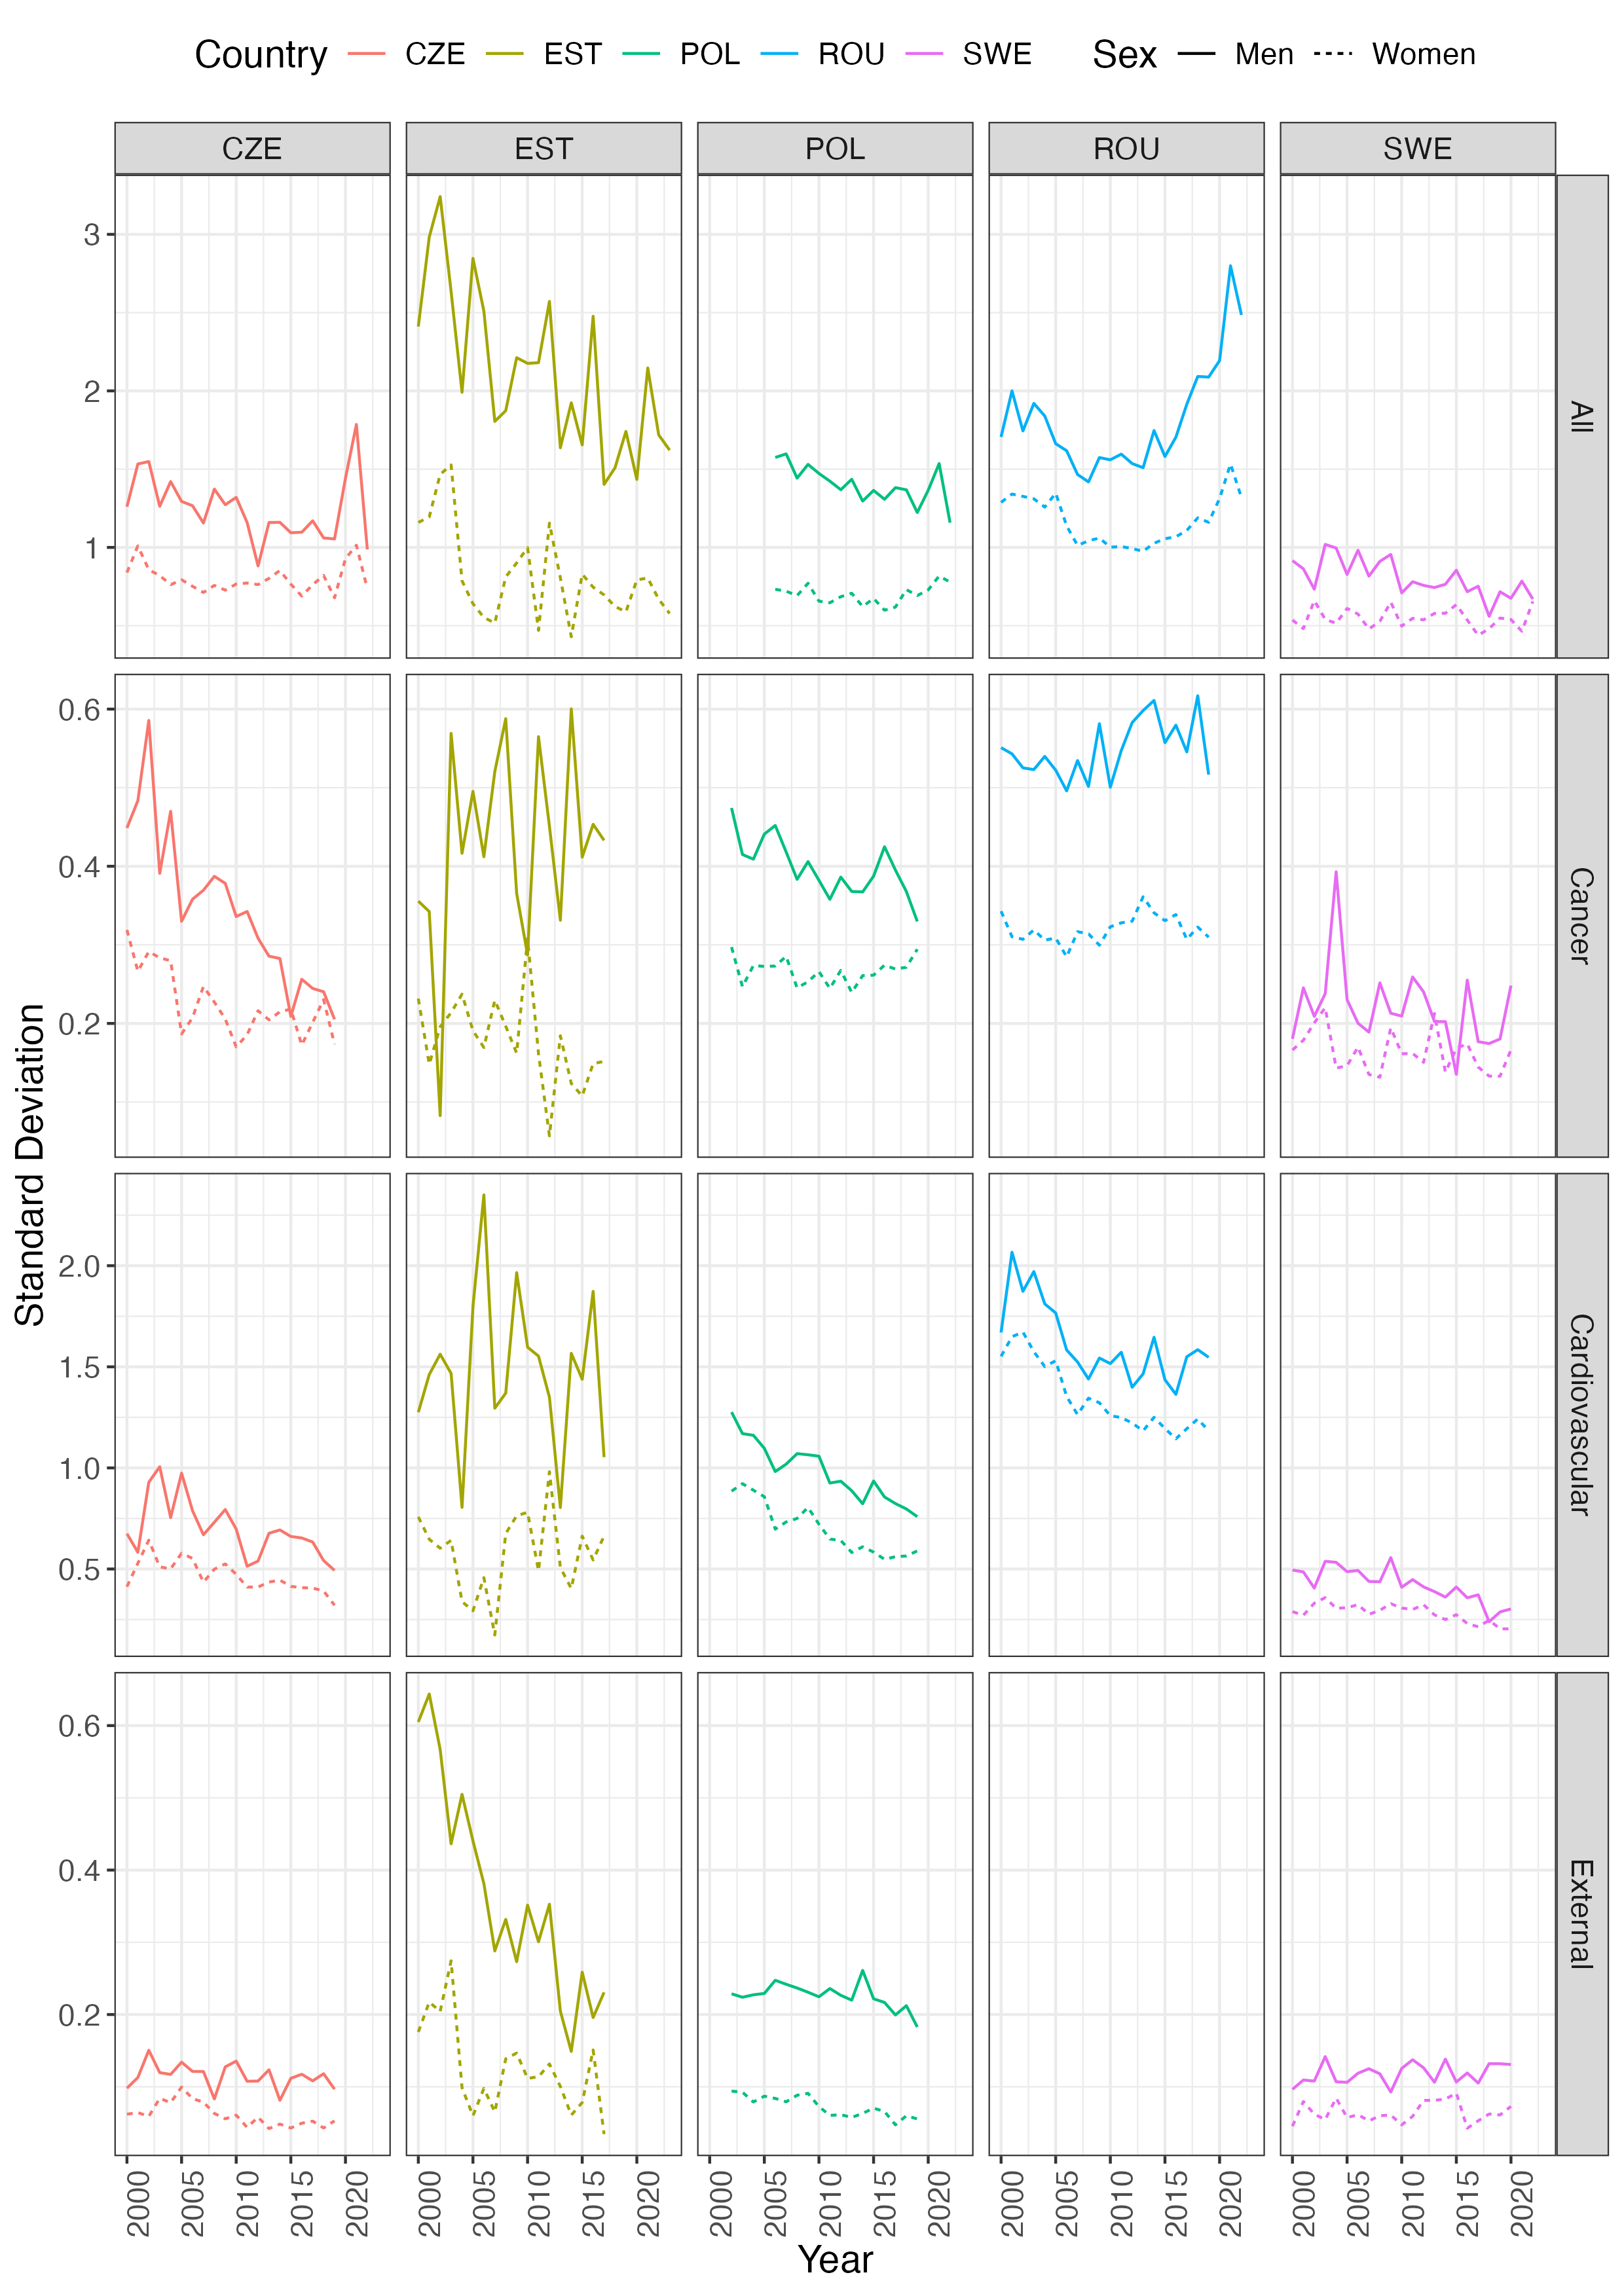 Country CZE EST POL ROU SWE Sex Men Women
CZE EST POL ROU SWE
3
2
1
All
0.6
0.4
0.2
Cancer
Standard Deviation
2.0
1.5
1.0
0.5
Cardiovascular
0.6
0.4
0.2
External
2000 2005 2010 2015 2020 2000 2005 2010 2015 2020 2000 2005 2010 2015 2020 2000 2005 2010 2015 2020 2000 2005 2010 2015 2020
Year